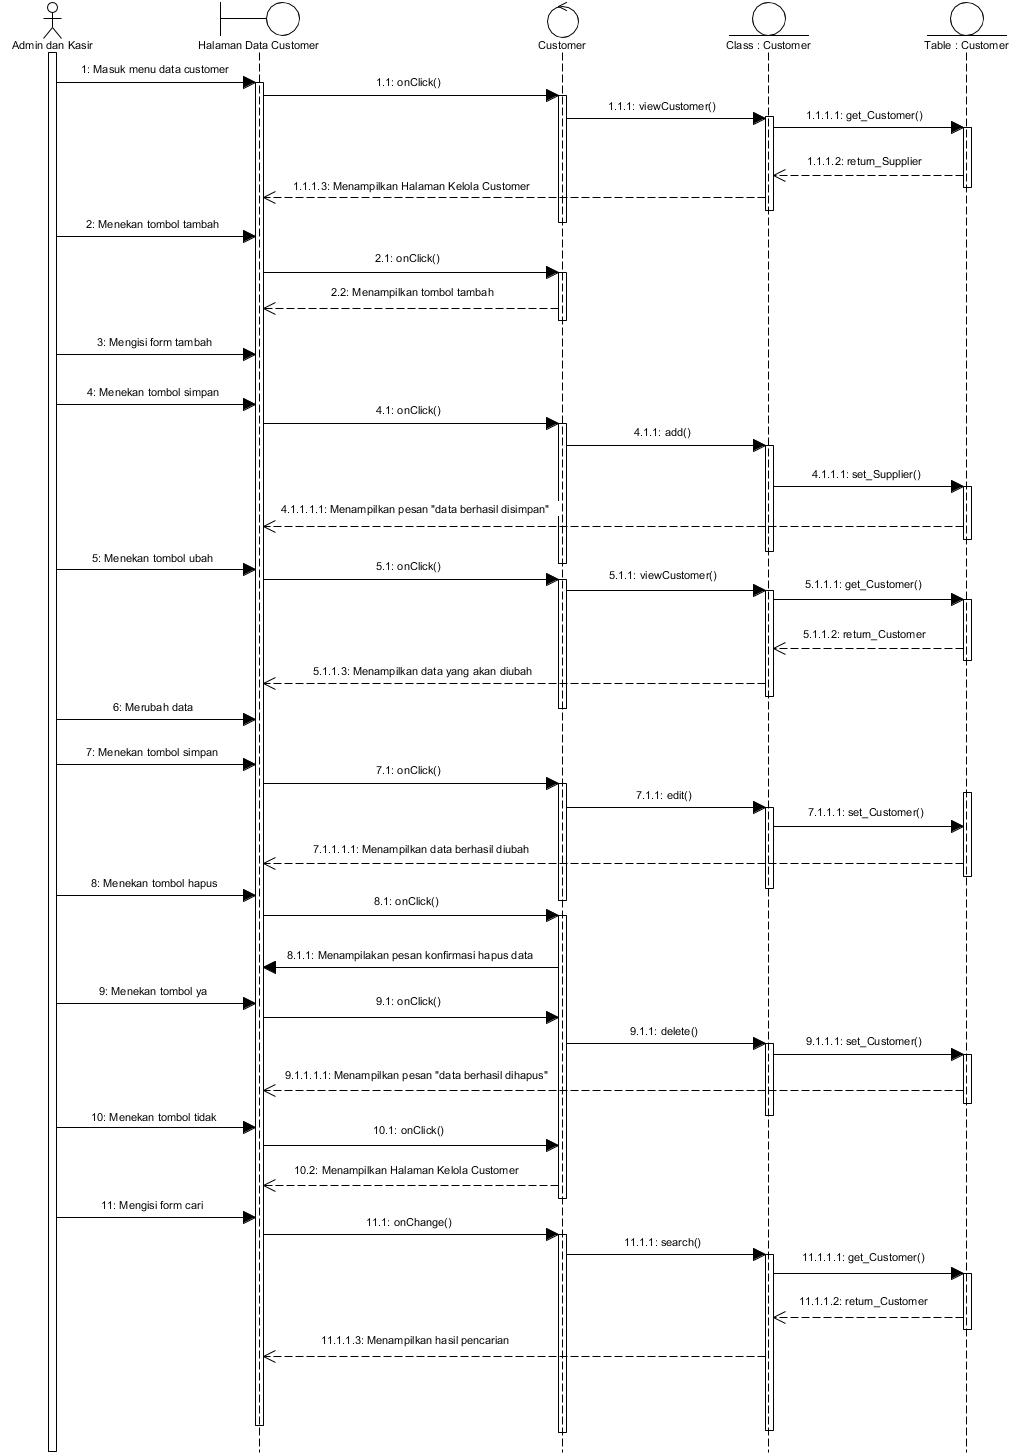 Admin dan Kasir
Halaman Data Customer
Customer
Class : Customer
Table : Customer
1: Masuk menu data customer
1.1: onClick()
1.1.1: viewCustomer()
1.1.1.1: get_Customer()
1.1.1.2: return_Supplier
1.1.1.3: Menampilkan Halaman Kelola Customer
2: Menekan tombol tambah
2.1: onClick()
2.2: Menampilkan tombol tambah
3: Mengisi form tambah
4: Menekan tombol simpan
4.1: onClick()
4.1.1: add()
4.1.1.1: set_Supplier()
4.1.1.1.1: Menampilkan pesan "data berhasil disimpan"
5: Menekan tombol ubah
5.1: onClick()
5.1.1: viewCustomer()
5.1.1.1: get_Customer()
5.1.1.2: return_Customer
5.1.1.3: Menampilkan data yang akan diubah
6: Merubah data
7: Menekan tombol simpan
7.1: onClick()
7.1.1: edit()
7.1.1.1: set_Customer()
7.1.1.1.1: Menampilkan data berhasil diubah
8: Menekan tombol hapus
8.1: onClick()
8.1.1: Menampilakan pesan konfirmasi hapus data
9: Menekan tombol ya
9.1: onClick()
9.1.1: delete()
9.1.1.1: set_Customer()
9.1.1.1.1: Menampilkan pesan "data berhasil dihapus"
10: Menekan tombol tidak
10.1: onClick()
10.2: Menampilkan Halaman Kelola Customer
11: Mengisi form cari
11.1: onChange()
11.1.1: search()
11.1.1.1: get_Customer()
11.1.1.2: return_Customer
11.1.1.3: Menampilkan hasil pencarian